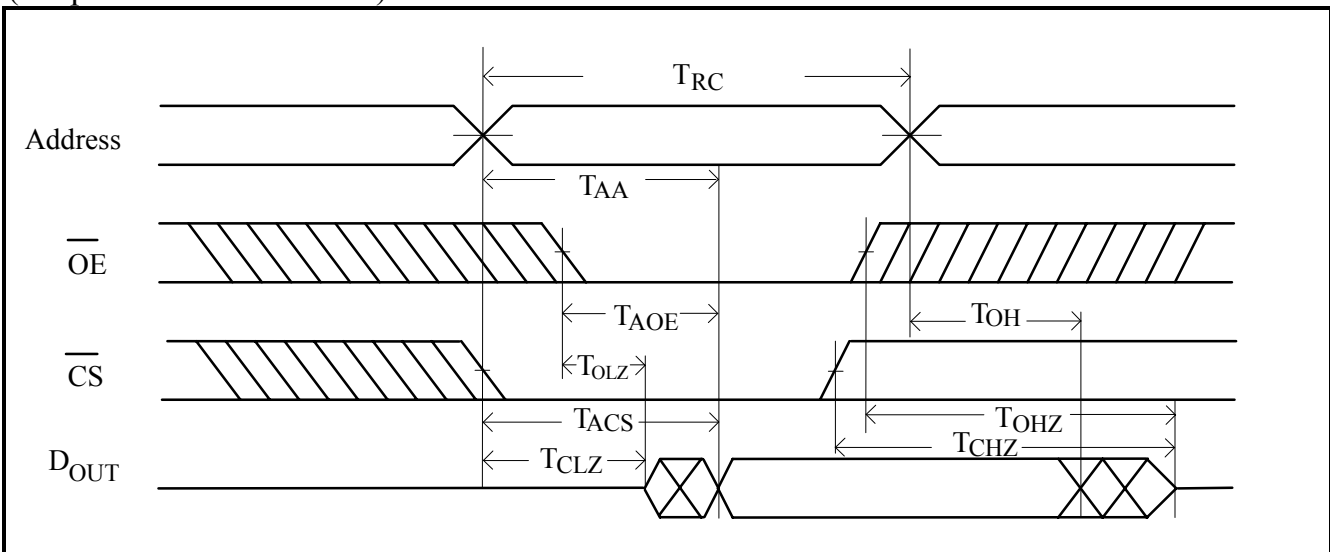 TRC
Address
TAA
OE
TAOE
TOH
CS
TOLZ
TACS
TOHZ
TCHZ
DOUT
TCLZ